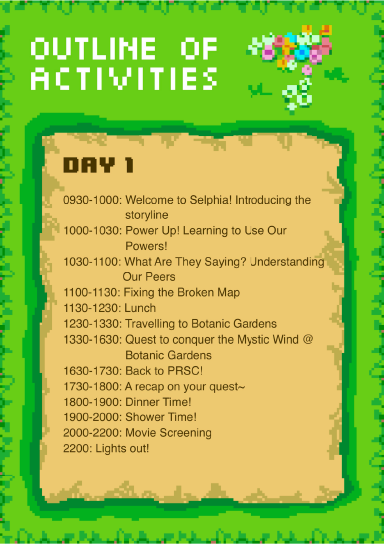 OUTLINE OF
ACTIVITIES
DAY 1
0930-1000: Welcome to Selphia! Introducing the
storyline
1000-1030: Power Up! Learning to Use Our
Powers!
1030-1100: What Are They Saying? Understanding
Our Peers
1100-1130: Fixing the Broken Map
1130-1230: Lunch
1230-1330: Travelling to Botanic Gardens
1330-1630: Quest to conquer the Mystic Wind @
Botanic Gardens
1630-1730: Back to PRSC!
1730-1800: A recap on your quest~
1800-1900: Dinner Time!
1900-2000: Shower Time!
2000-2200: Movie Screening
2200: Lights out!